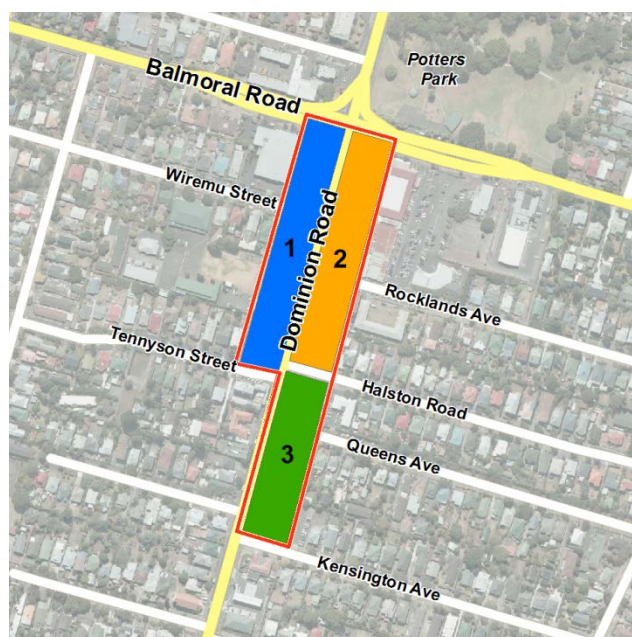 Potters
Park
Balmoral Road
Wiremu Street
1
2
Dominion Road
Rocklands Ave
Tennyson Street
Halston Road
3
Queens Ave
Kensington Ave